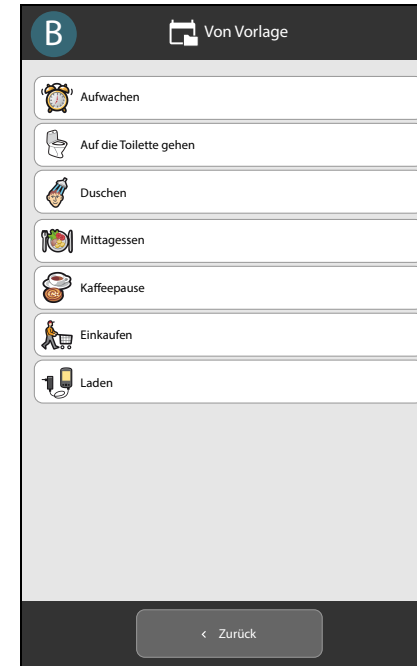 B
Von Vorlage
Aufwachen
Auf die Toilette gehen
Duschen
Mittagessen
Kaffeepause
Einkaufen
Laden
‹ Zurück